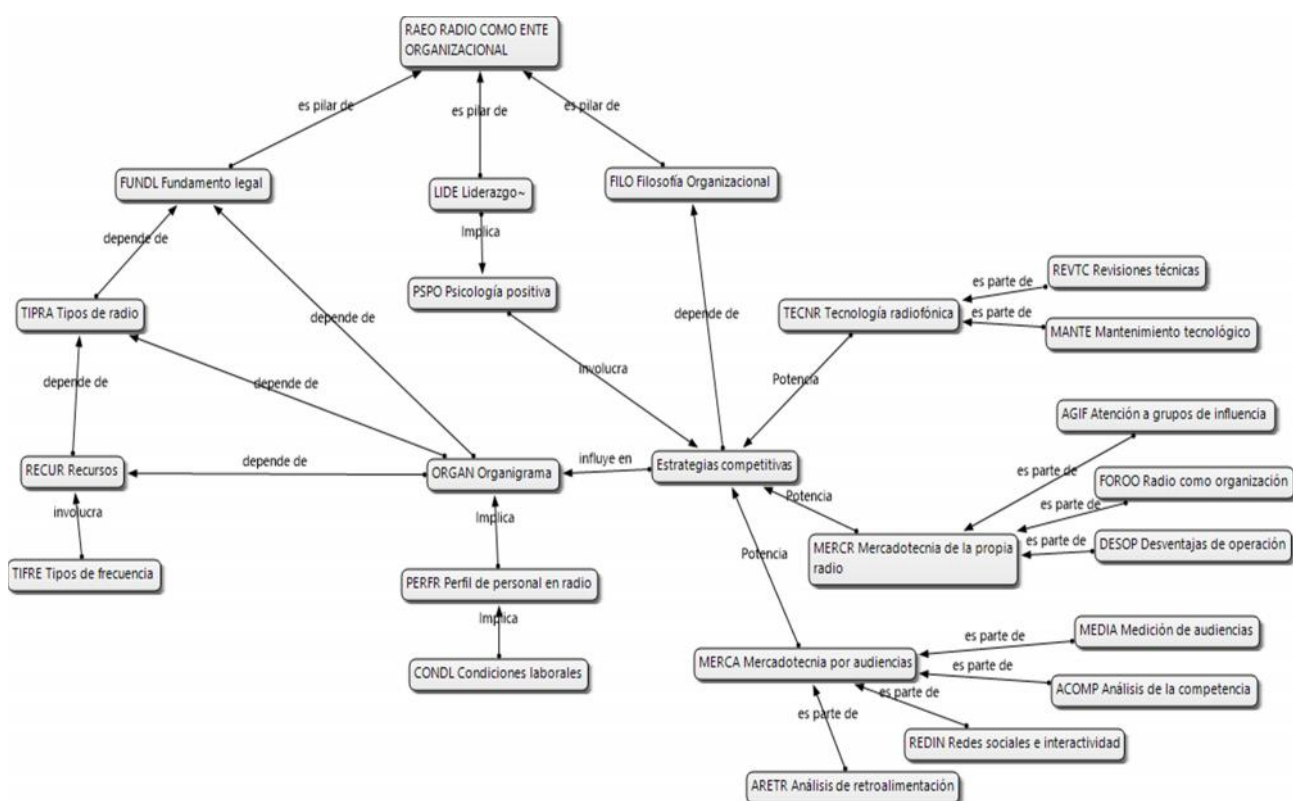 RAEO RADIO COMO ENTE
ORGANIZACIONAL
es pilar de
es pilar de
es pilar de
FUNDL Fundamento legal
LIDE Liderazgo~
FILO Filosofía Organizacional
depende de
Implica
REVTC Revisiones técnicas
es parte de
PSPO Psicología positiva
TIPRA Tipos de radio
depende de
depende de
TECNR Tecnología radiofónica
es parte de
MANTE Mantenimiento tecnológico
involucra
Potencia
depende de
depende de
AGIF Atención a grupos de influencia
RECUR Recursos
depende de
ORGAN Organigrama
influye en
Estrategias competitivas
es parte de
FOROO Radio como organización
Potencia
es parte de
involucra
Implica
es parte de
DESOP Desventajas de operación
MERCR Mercadotecnia de la propia
radio
Potencia
TIFRE Tipos de frecuencia
PERFR Perfil de personal en radio
Implica
MEDIA Medición de audiencias
es parte de
CONDL Condiciones laborales
MERCA Mercadotecnia por audiencias
es parte de
ACOMP Análisis de la competencia
es parte de
es parte de
REDIN Redes sociales e interactividad
ARETR Análisis de retroalimentación